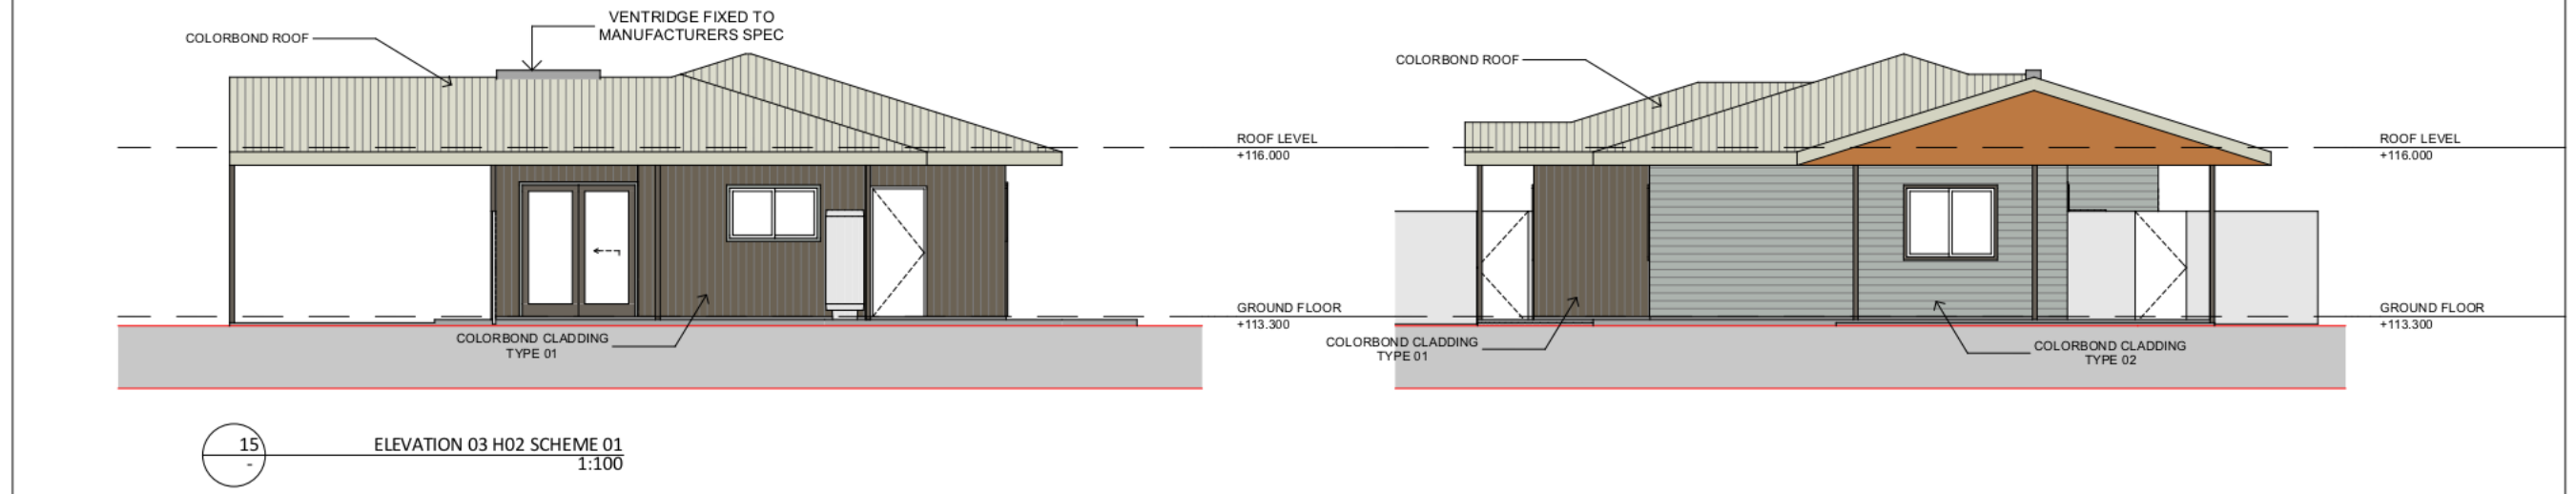 VENTRIDGE FIXED TO
MANUFACTURERS SPEC
COLORBOND ROOF
COLORBOND ROOF
ROOF LEVEL
+116.000
ROOF LEVEL
+116.000
GROUND FLOOR
+113.300
GROUND FLOOR
+113.300
COLORBOND CLADDING
TYPE 01
COLORBOND CLADDING
TYPE 01
COLORBOND CLADDING
TYPE 02
15
-
ELEVATION 03 H02 SCHEME 01
1:100